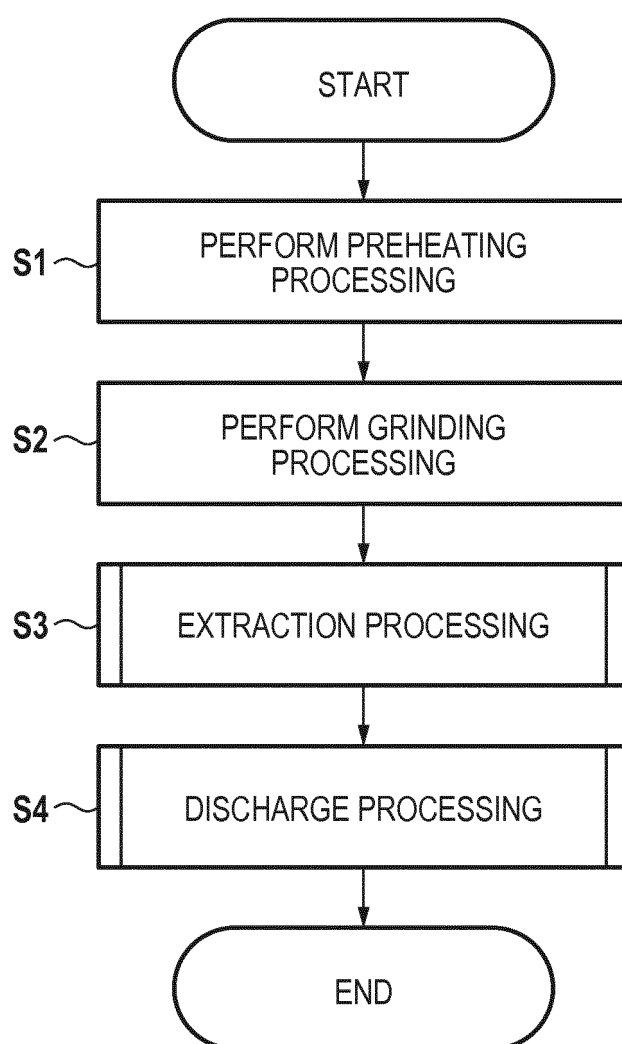 START
S1
PERFORM PREHEATING
PROCESSING
S2
PERFORM GRINDING
PROCESSING
S3
EXTRACTION PROCESSING
S4
DISCHARGE PROCESSING
END